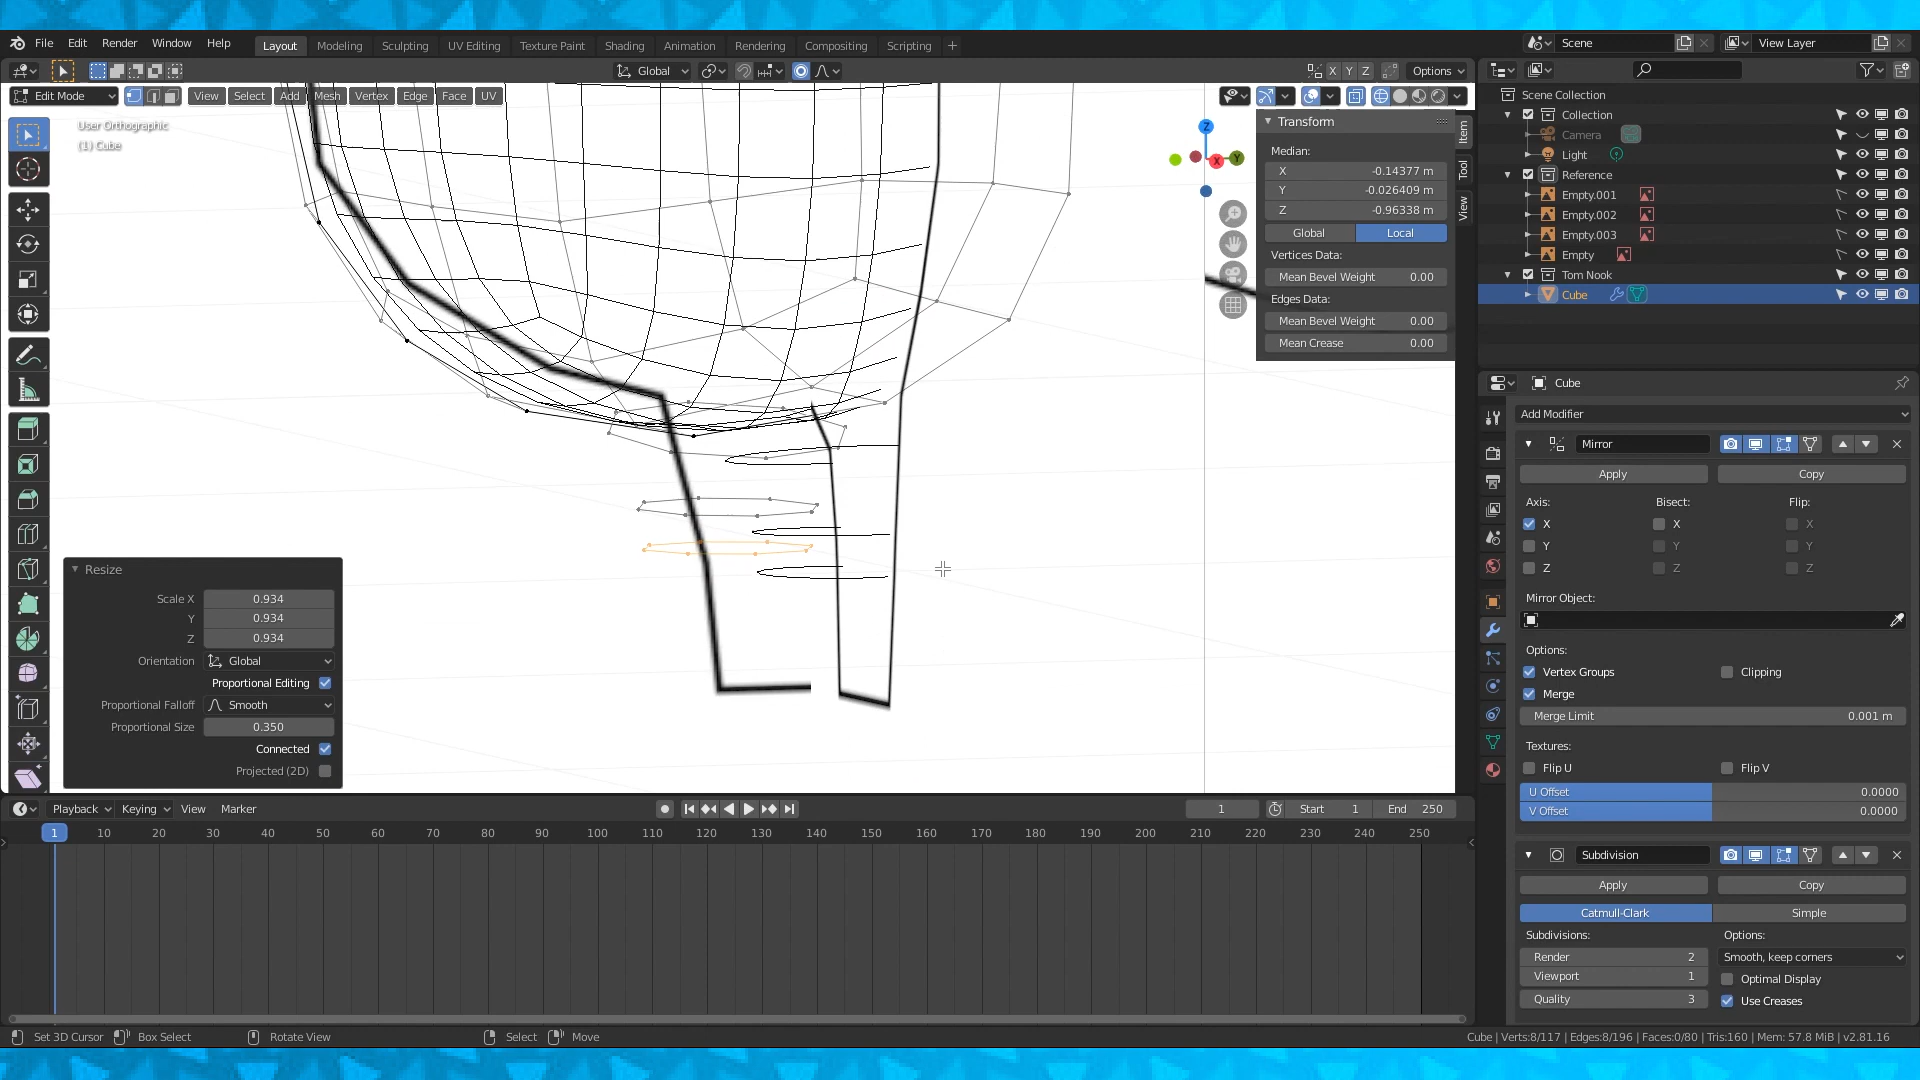 File Edit Render Window Help Layout Modeling Sculpting UV Editing Texture Paint Shading Animation Rendering Compositing Scripting + Scene View Layer
Global X Y Z Options
Edit Mode View Select Add Mesh Vertex Edge Face UV
User Orthographic
(1) Cube
Z
X
Y
Transform
Median:
X -0.14377 m
Y -0.026409 m
Z -0.96338 m
Global Local
Vertices Data:
Mean Bevel Weight 0.00
Edges Data:
Mean Bevel Weight 0.00
Mean Crease 0.00
Item
Tool
View
Resize
Scale X 0.934
Y 0.934
Z 0.934
Orientation Global
Proportional Editing
Proportional Falloff Smooth
Proportional Size 0.350
Connected
Projected (2D)
Scene Collection
Collection
Camera
Light
Reference
Empty.001
Empty.002
Empty.003
Empty
Tom Nook
Cube
Cube
Add Modifier
Mirror
Apply Copy
Axis: Bisect: Flip:
X X X
Y Y Y
Z Z Z
Mirror Object:
Options:
Vertex Groups Clipping
Merge
Merge Limit 0.001 m
Textures:
Flip U Flip V
U Offset 0.0000
V Offset 0.0000
Subdivision
Apply Copy
Catmull-Clark Simple
Subdivisions: Options:
Render 2 Smooth, keep corners
Viewport 1 Optimal Display
Quality 3 Use Creases
Playback Keying View Marker 1 Start 1 End 250
1 10 20 30 40 50 60 70 80 90 100 110 120 130 140 150 160 170 180 190 200 210 220 230 240 250
Set 3D Cursor Box Select Rotate View Select Move Cube | Verts:8/117 | Edges:8/196 | Faces:0/80 | Tris:160 | Mem: 57.8 MiB | v2.81.16